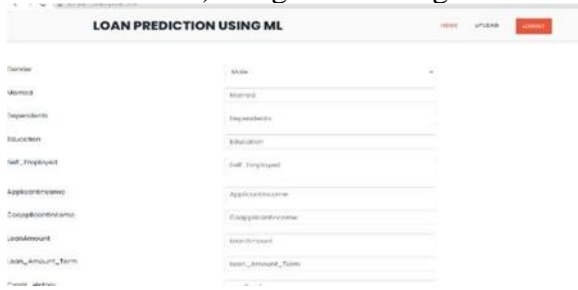 LOAN PREDICTION USING ML
HOME UPLOAD
Gender Male
Married Married
Dependents Dependents
Education Education
Self_Employed Self_Employed
ApplicantIncome ApplicantIncome
CoapplicantIncome CoapplicantIncome
LoanAmount LoanAmount
Loan_Amount_Term Loan_Amount_Term